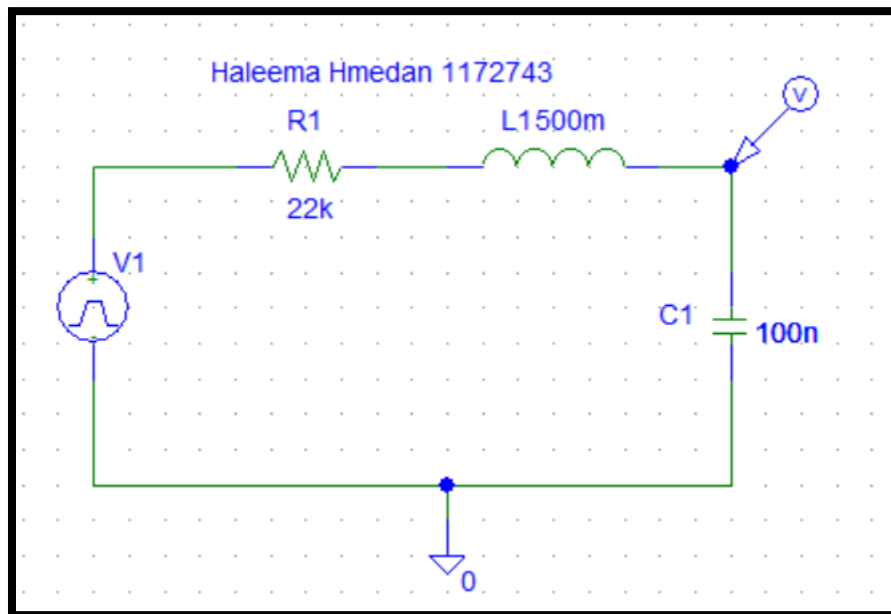 Haleema Hmedan 1172743
R1
L1500m
22k
V
V1
+
-
C1
100n
0